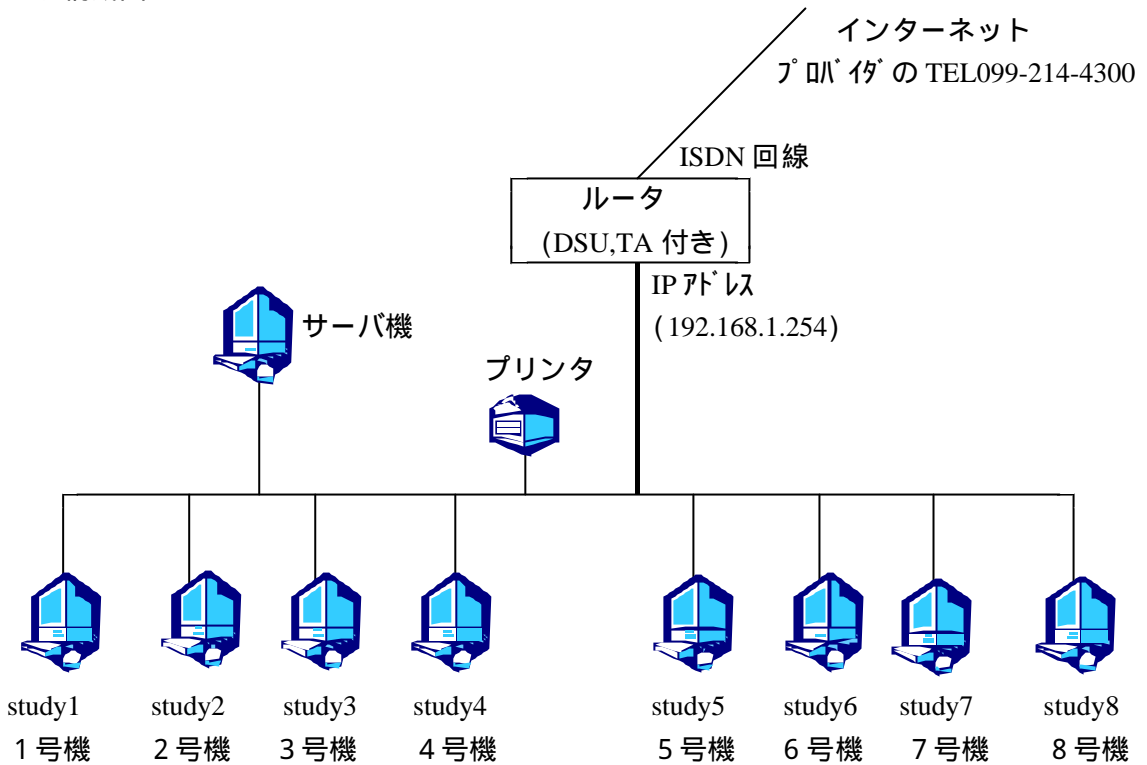 インターネット
プロバイダの TEL099-214-4300
ISDN 回線
ルータ
(DSU,TA 付き)
IP アドレス
(192.168.1.254)
サーバ機
プリンタ
study1 study2 study3 study4 study5 study6 study7 study8
1号機 2号機 3号機 4号機 5号機 6号機 7号機 8号機